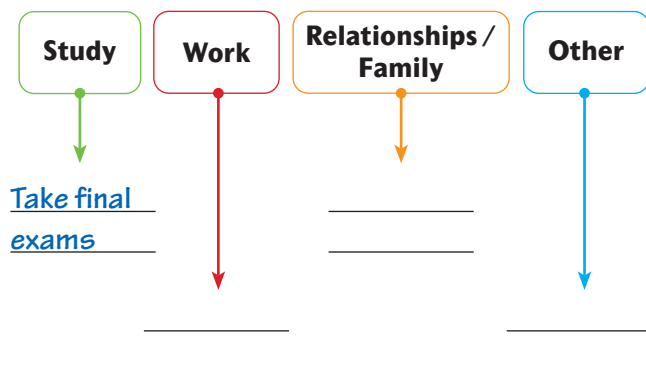 Study
Work
Relationships /
Family
Other
Take final
exams